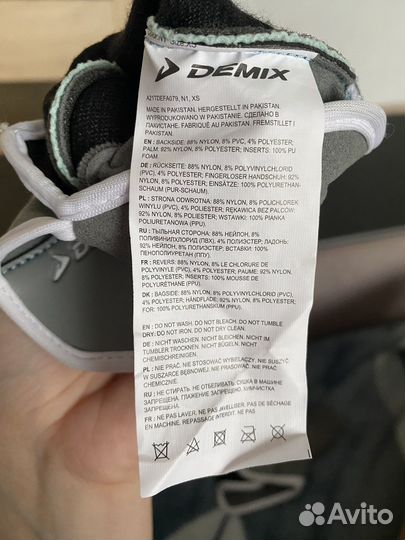 DEMIX
A21TDEFA079, N1, XS
MADE IN PAKISTAN. HERGESTELLT IN PAKISTAN.
WYPRODUKOWANO W PAKISTANIE. СДЕЛАНО В
ПАКИСТАНЕ. FABRIQUÉ AU PAKISTAN. FREMSTILLET I
PAKISTAN.
EN : BACKSIDE: 88% NYLON, 8% PVC, 4% POLYESTER;
PALM: 92% NYLON, 8% POLYESTER; INSERTS: 100% PU
FOAM.
DE : RÜCKSEITE: 88% NYLON, 8% POLYVINYLCHLORID
(PVC), 4% POLYESTER; FINGERLOSER HANDSCHUH: 92%
NYLON, 8% POLYESTER; EINSÄTZE: 100% POLYURETHAN-
SCHAUM (PUR-SCHAUM).
PL : STRONA ODWROTNA: 88% NYLON, 8% POLICHLOREK
WINYLU (PVC), 4% POLYESTER; RĘKAWICA BEZ PALCÓW:
92% NYLON, 8% POLIESTER; WSTAWKI: 100% PIANKA
POLIURETANOWA (PPU).
RU : ТЫЛЬНАЯ СТОРОНА: 88% НЕЙЛОН, 8%
ПОЛИВИНИЛХЛОРИД (ПВХ), 4% ПОЛИЭСТЕР; ЛАДОНЬ:
92% НЕЙЛОН, 8% ПОЛИЭСТЕР; ВСТАВКИ: 100%
ПЕНОПОЛИУРЕТАН (ППУ).
FR : REVERS: 88% NYLON, 8% LE CHLORURE DE
POLYVINYLE (PVC), 4% POLYESTER; PAUME: 92% NYLON,
8% POLYESTER; INSERTS: 100% MOUSSE DE
POLYURÉTHANE (PPU).
DK : BAGSIDE: 88% NYLON, 8% POLYVINYLCHLORID (PVC),
4% POLYESTER; HÅNDFLADE: 92% NYLON, 8% POLYESTER;
FOR: 100% POLYURETHANSKUM (PPU).
EN : DO NOT WASH. DO NOT BLEACH. DO NOT TUMBLE
DRY. DO NOT IRON. DO NOT DRY CLEAN.
DE : NICHT WASCHEN. NICHT BLEICHEN. NICHT IM
TUMBLER TROCKNEN. NICHT BÜGELN. NICHT
CHEMISCHREINIGEN.
PL : NIE PRAĆ. NIE STOSOWAĆ WYBIELACZY. NIE SUSZYĆ
W SUSZARCE BĘBNOWEJ. NIE PRASOWAĆ. NIE PRAĆ
CHEMICZNIE.
RU : НЕ СТИРАТЬ. НЕ ОТБЕЛИВАТЬ. СУШКА В МАШИНЕ
ЗАПРЕЩЕНА. ГЛАЖЕНИЕ ЗАПРЕЩЕНО. ХИМЧИСТКА
ЗАПРЕЩЕНА.
FR : NE PAS LAVER. NE PAS JAVELLISER. PAS DE SÉCHAGE
EN MACHINE. REPASSAGE INTERDIT. NE PAS
Avito